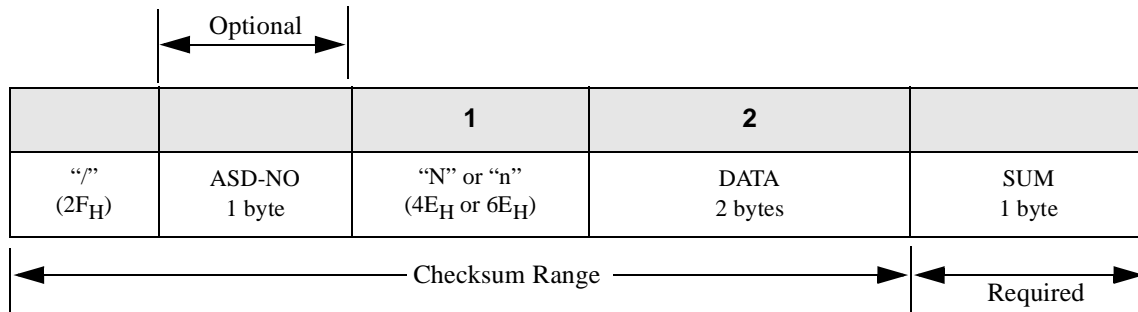 Optional
1 2
“/” ASD-NO “N” or “n” DATA SUM
(2FH) 1 byte (4EH or 6EH) 2 bytes 1 byte
Checksum Range
Required